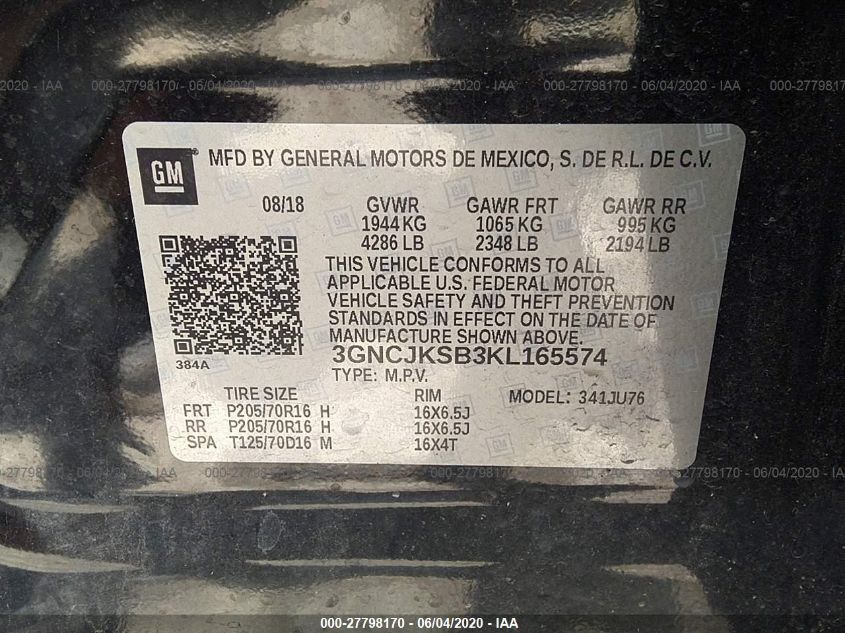 000-27798170 - 06/04/2020 - IAA
GM
MFD BY GENERAL MOTORS DE MEXICO, S. DE R.L. DE C.V.
08/18 GVWR GAWR FRT GAWR RR
1944 KG 1065 KG 995 KG
4286 LB 2348 LB 2194 LB
THIS VEHICLE CONFORMS TO ALL
APPLICABLE U.S. FEDERAL MOTOR
VEHICLE SAFETY AND THEFT PREVENTION
STANDARDS IN EFFECT ON THE DATE OF
MANUFACTURE SHOWN ABOVE.
384A 3GNCJKSB3KL165574
TYPE: M.P.V.
TIRE SIZE RIM MODEL: 341JU76
FRT P205/70R16 H 16X6.5J
RR P205/70R16 H 16X6.5J
SPA T125/70D16 M 16X4T
000-27798170 - 06/04/2020 - IAA